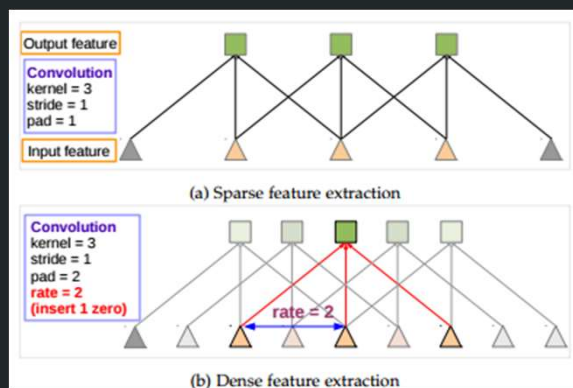 Output feature
Convolution
kernel = 3
stride = 1
pad = 1
Input feature
(a) Sparse feature extraction
Convolution
kernel = 3
stride = 1
pad = 2
rate = 2
(insert 1 zero)
rate = 2
(b) Dense feature extraction